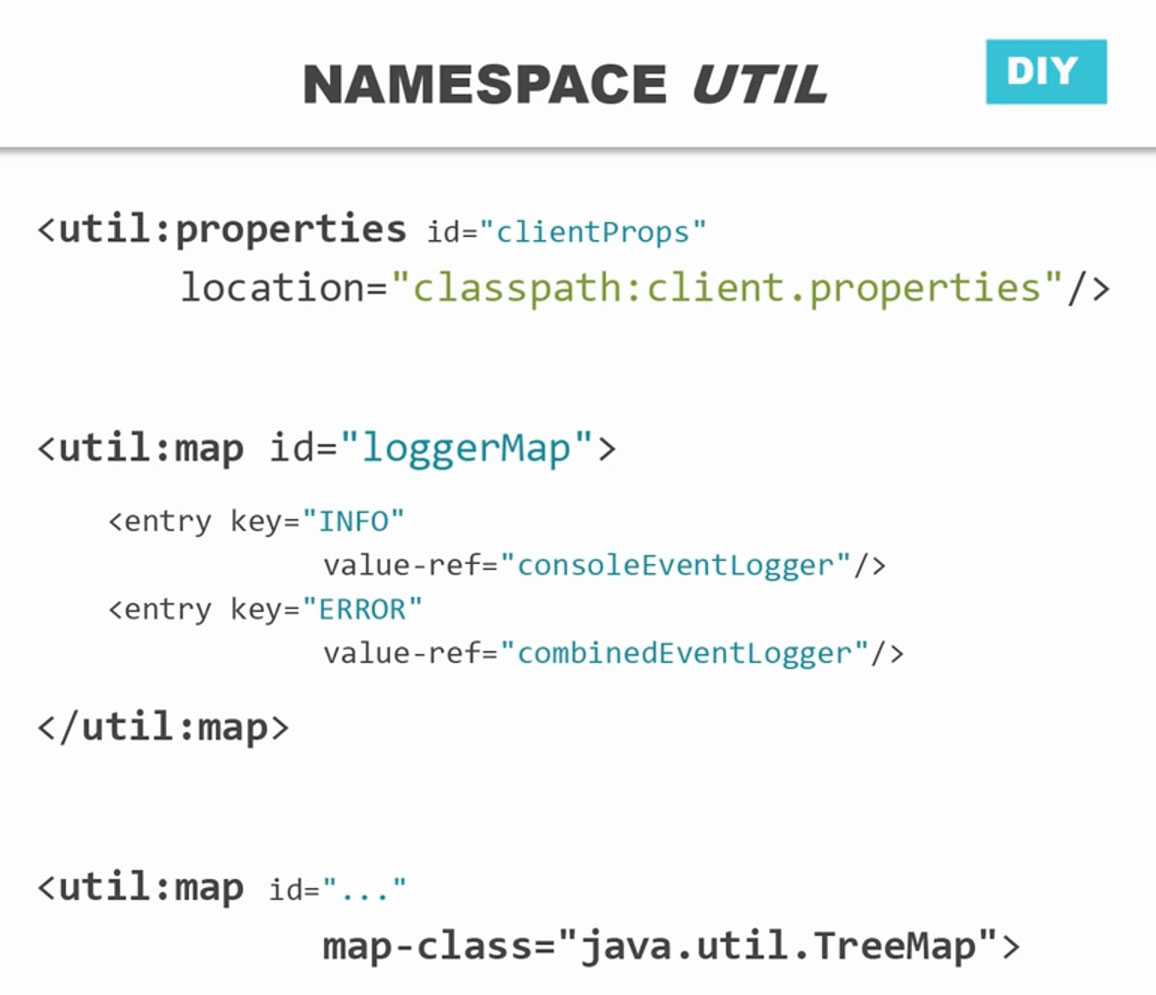 NAMESPACE UTIL
DIY
<util:properties id="clientProps"
location="classpath:client.properties"/>
<util:map id="loggerMap">
<entry key="INFO"
value-ref="consoleEventLogger"/>
<entry key="ERROR"
value-ref="combinedEventLogger"/>
</util:map>
<util:map id="..."
map-class="java.util.TreeMap">